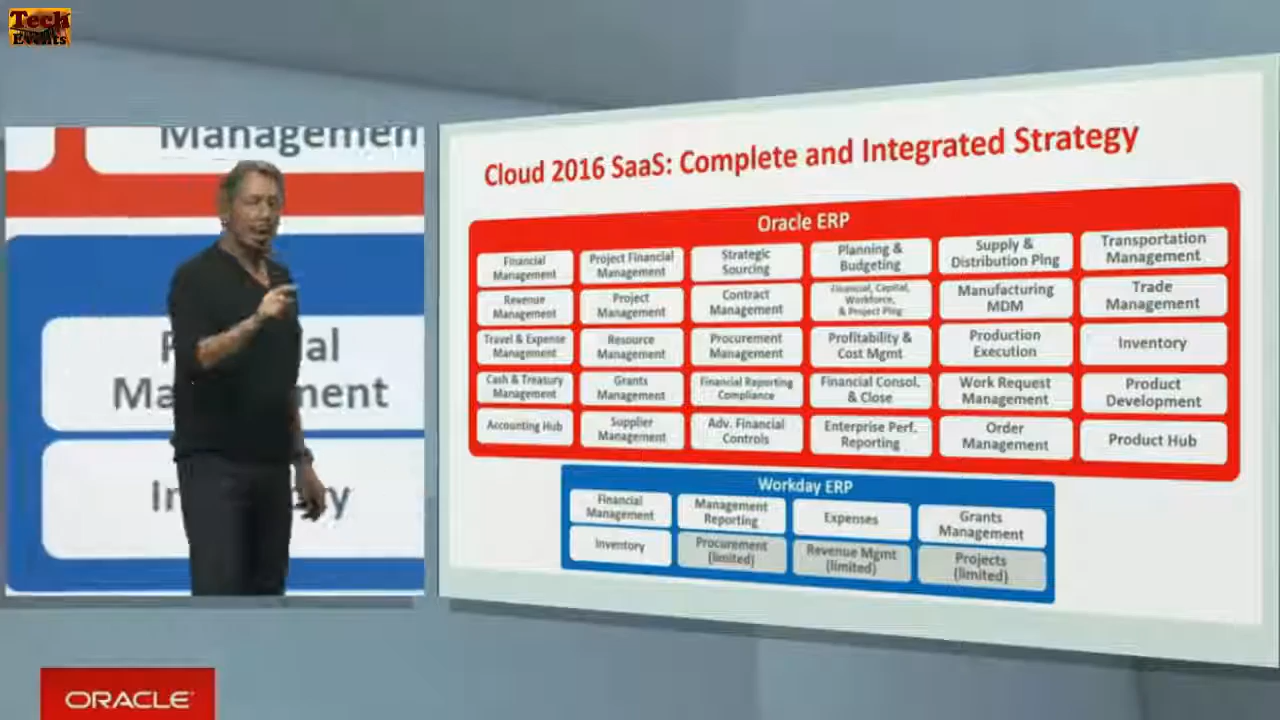 Tech
Events
Management
Financial
Management
Inventory
Cloud 2016 SaaS: Complete and Integrated Strategy
Oracle ERP
Financial
Management
Project Financial
Management
Strategic
Sourcing
Planning &
Budgeting
Supply &
Distribution Plng
Transportation
Management
Revenue
Management
Project
Management
Contract
Management
Financial, Capital,
Workforce,
& Project Plng
Manufacturing
MDM
Trade
Management
Travel & Expense
Management
Resource
Management
Procurement
Management
Profitability &
Cost Mgmt
Production
Execution
Inventory
Cash & Treasury
Management
Grants
Management
Financial Reporting
Compliance
Financial Consol.
& Close
Work Request
Management
Product
Development
Accounting Hub
Supplier
Management
Adv. Financial
Controls
Enterprise Perf.
Reporting
Order
Management
Product Hub
Workday ERP
Financial
Management
Management
Reporting
Expenses
Grants
Management
Inventory
Procurement
(limited)
Revenue Mgmt
(limited)
Projects
(limited)
ORACLE